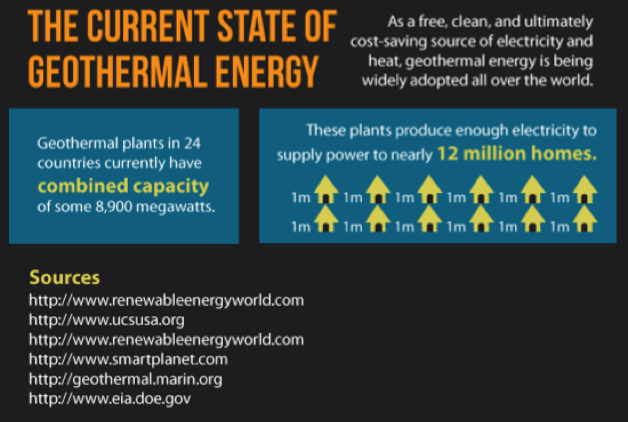 THE CURRENT STATE OF
GEOTHERMAL ENERGY
As a free, clean, and ultimately
cost-saving source of electricity and
heat, geothermal energy is being
widely adopted all over the world.
Geothermal plants in 24
countries currently have
combined capacity
of some 8,900 megawatts.
These plants produce enough electricity to
supply power to nearly 12 million homes.
1m 1m 1m 1m 1m 1m
1m 1m 1m 1m 1m 1m
Sources
http://www.renewableenergyworld.com
http://www.ucsusa.org
http://www.renewableenergyworld.com
http://www.smartplanet.com
http://geothermal.marin.org
http://www.eia.doe.gov